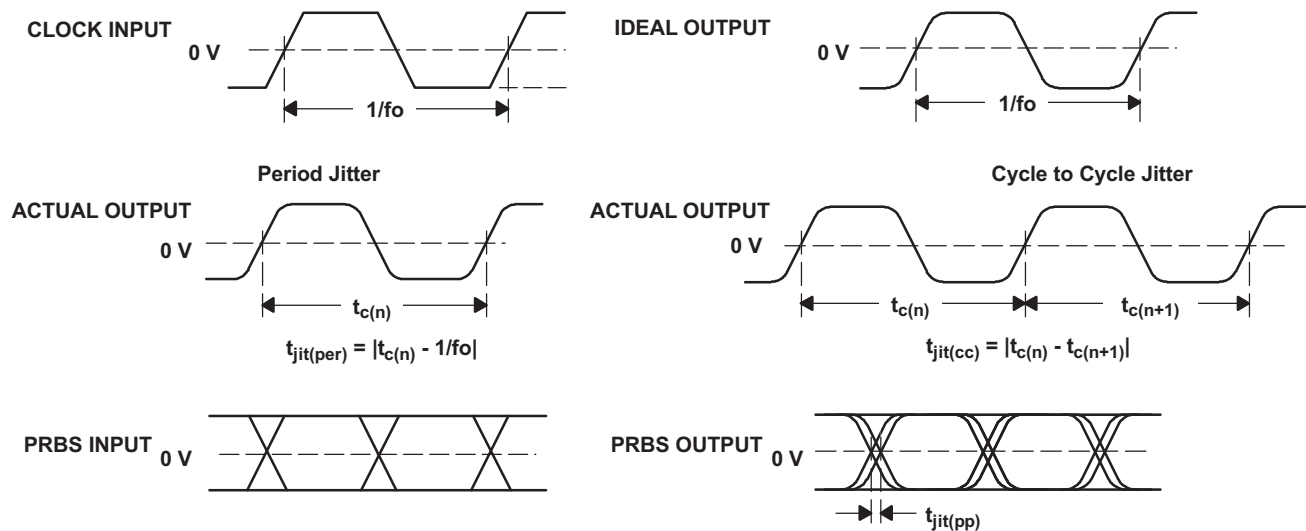 CLOCK INPUT
0 V
1/fo
IDEAL OUTPUT
0 V
1/fo
Period Jitter
ACTUAL OUTPUT
0 V
tc(n)
tjit(per) = |tc(n) - 1/fo|
Cycle to Cycle Jitter
ACTUAL OUTPUT
0 V
tc(n)
tc(n+1)
tjit(cc) = |tc(n) - tc(n+1)|
PRBS INPUT
0 V
PRBS OUTPUT
0 V
tjit(pp)